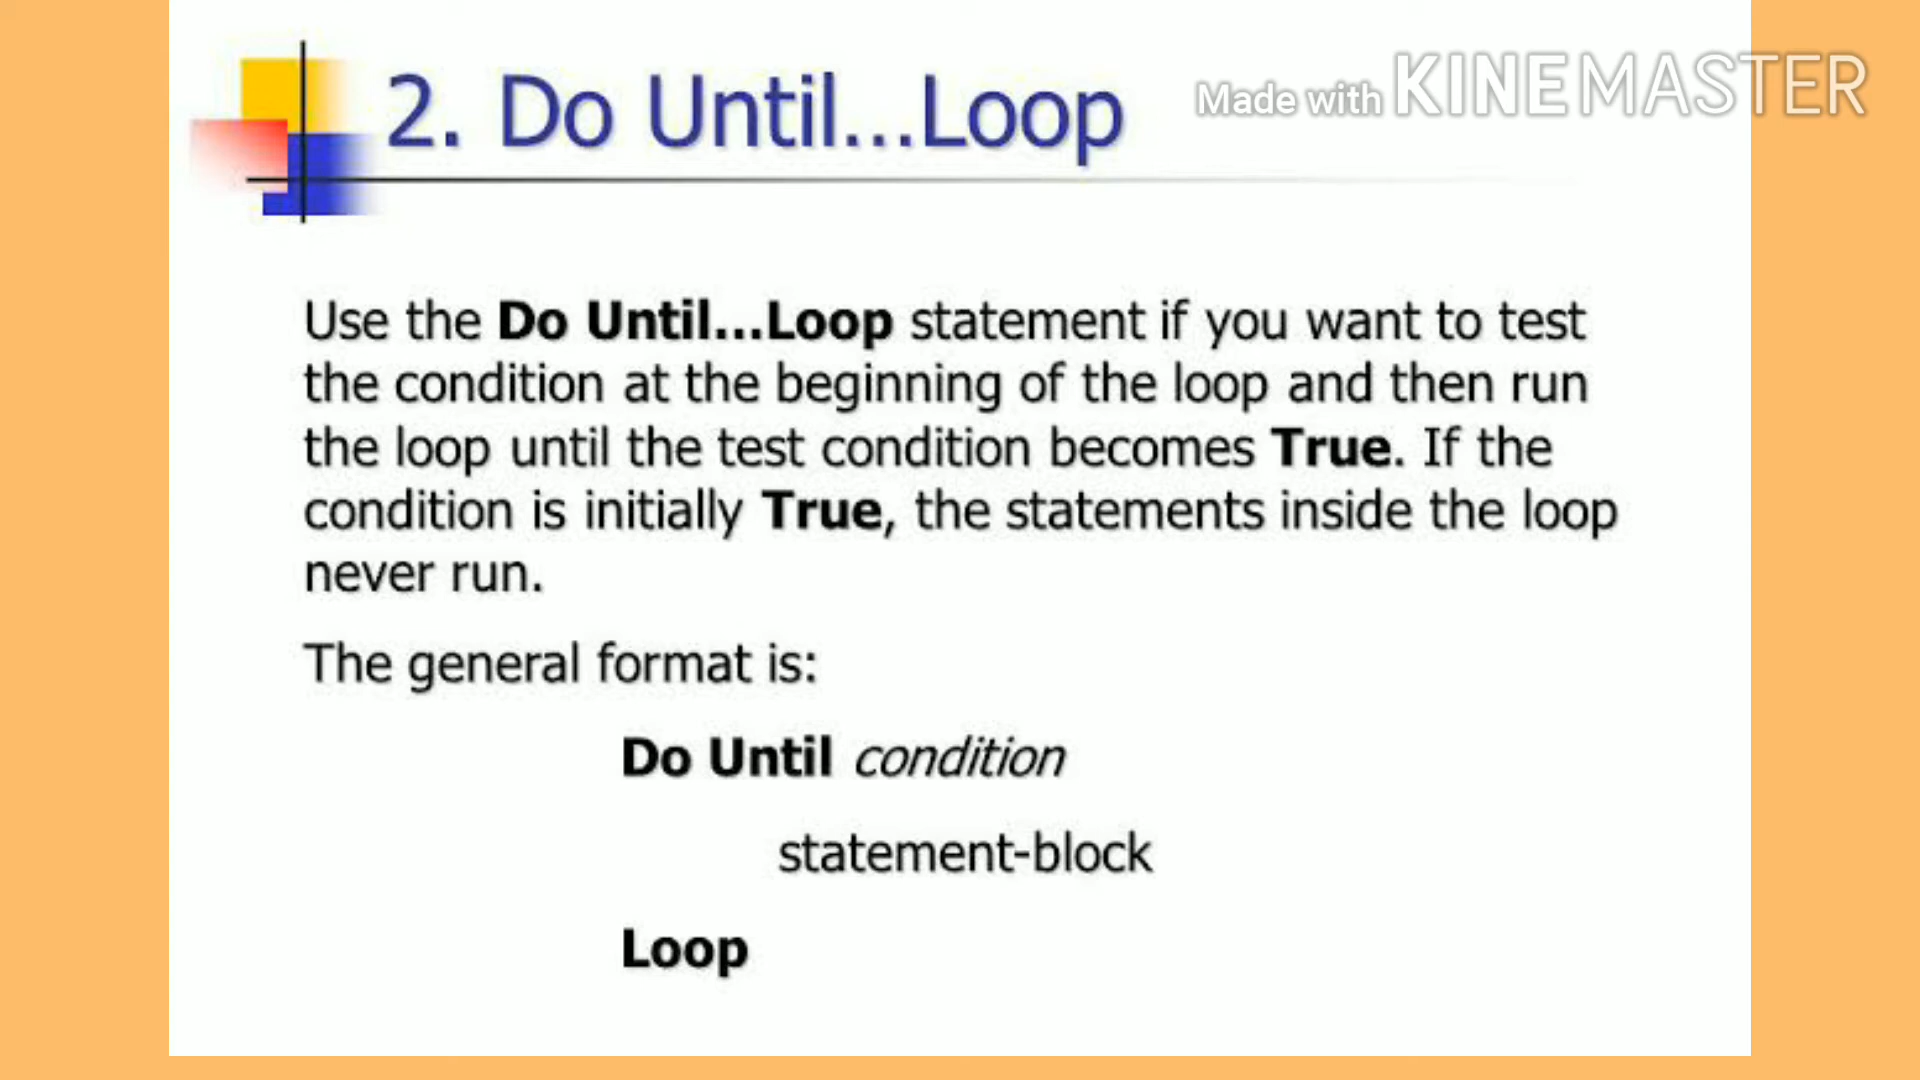 2. Do Until...Loop
Made with KINEMASTER
Use the Do Until...Loop statement if you want to test
the condition at the beginning of the loop and then run
the loop until the test condition becomes True. If the
condition is initially True, the statements inside the loop
never run.
The general format is:
Do Until condition
statement-block
Loop